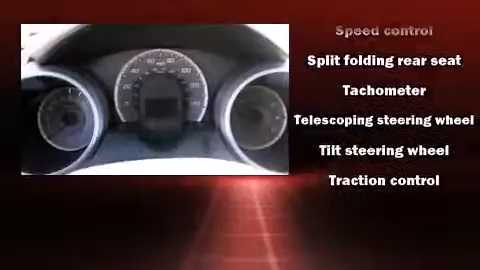 Speed control
Split folding rear seat
Tachometer
Telescoping steering wheel
Tilt steering wheel
Traction control